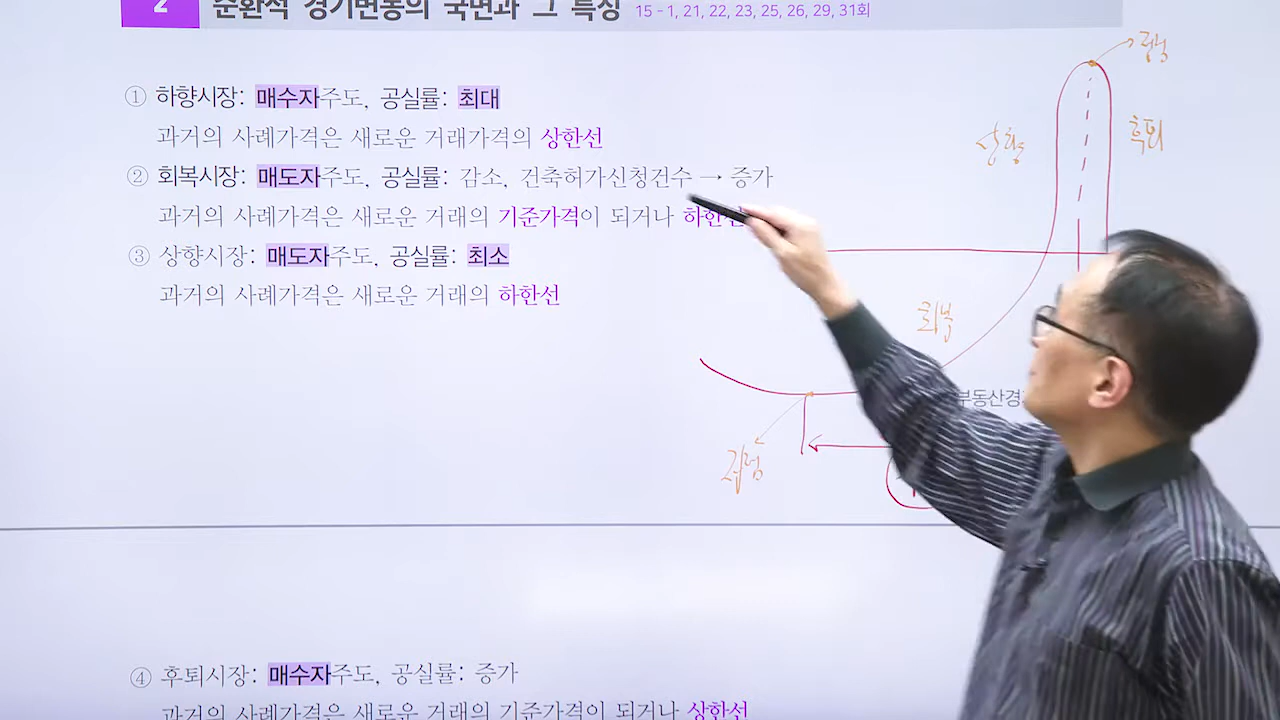 2 순환적 경기변동의 국면과 그 특징 15-1, 21, 22, 23, 25, 26, 29, 31회
① 하향시장: 매수자주도, 공실률: 최대
과거의 사례가격은 새로운 거래가격의 상한선
② 회복시장: 매도자주도, 공실률: 감소, 건축허가신청건수 → 증가
과거의 사례가격은 새로운 거래의 기준가격이 되거나 하한선
③ 상향시장: 매도자주도, 공실률: 최소
과거의 사례가격은 새로운 거래의 하한선
④ 후퇴시장: 매수자주도, 공실률: 증가
과거의 사례가격은 새로운 거래의 기준가격이 되거나 상한선
정점
상향
후퇴
회복
부동산경
저점